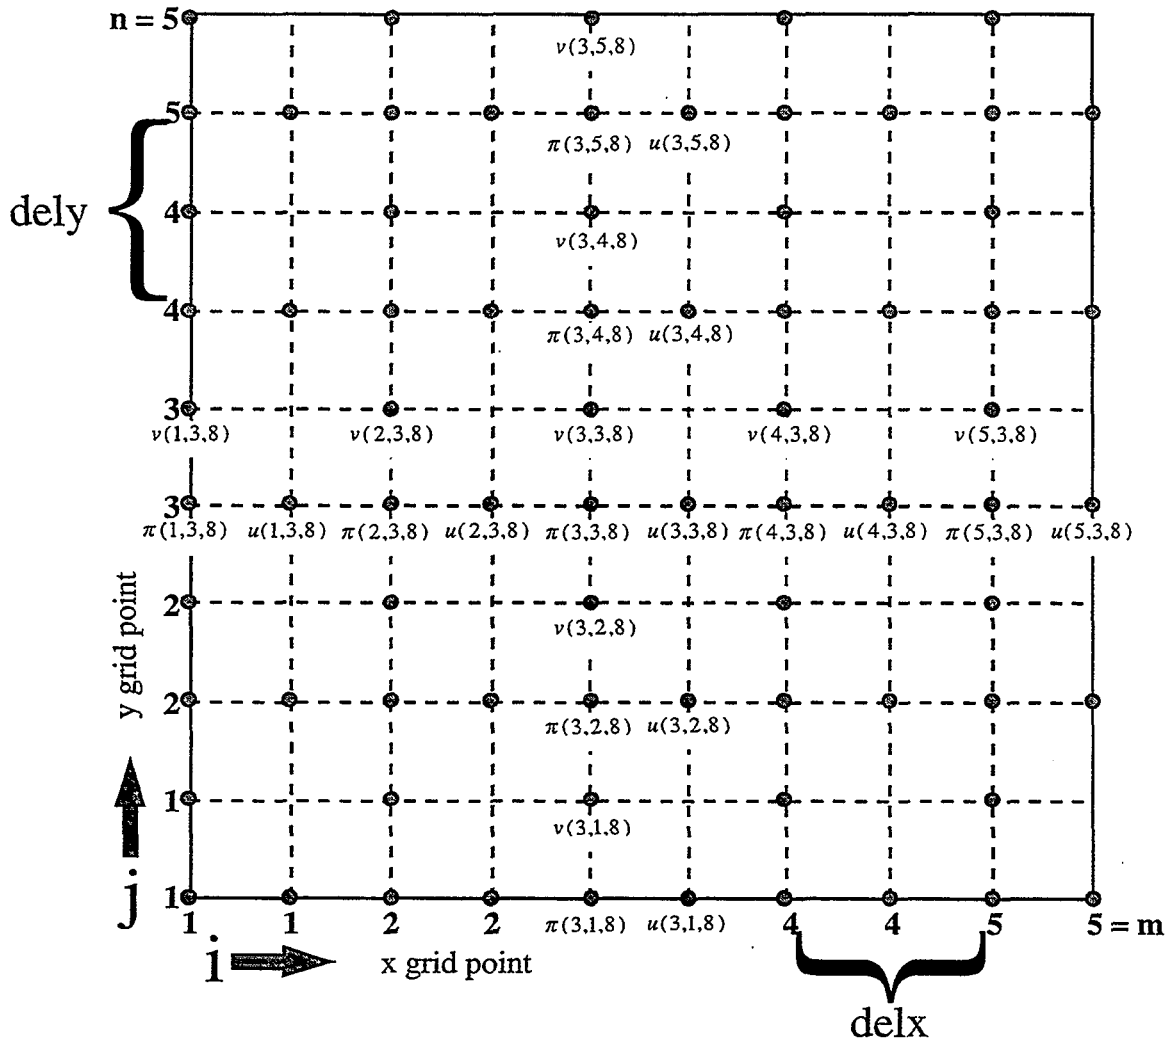 n = 5
v(3,5,8)
5
π(3,5,8) u(3,5,8)
dely
4
v(3,4,8)
4
π(3,4,8) u(3,4,8)
3
v(1,3,8) v(2,3,8) v(3,3,8) v(4,3,8) v(5,3,8)
3
π(1,3,8) u(1,3,8) π(2,3,8) u(2,3,8) π(3,3,8) u(3,3,8) π(4,3,8) u(4,3,8) π(5,3,8) u(5,3,8)
2
v(3,2,8)
y grid point
2
π(3,2,8) u(3,2,8)
1
v(3,1,8)
j
1
1 1 2 2 π(3,1,8) u(3,1,8) 4 4 5 5 = m
i x grid point
delx